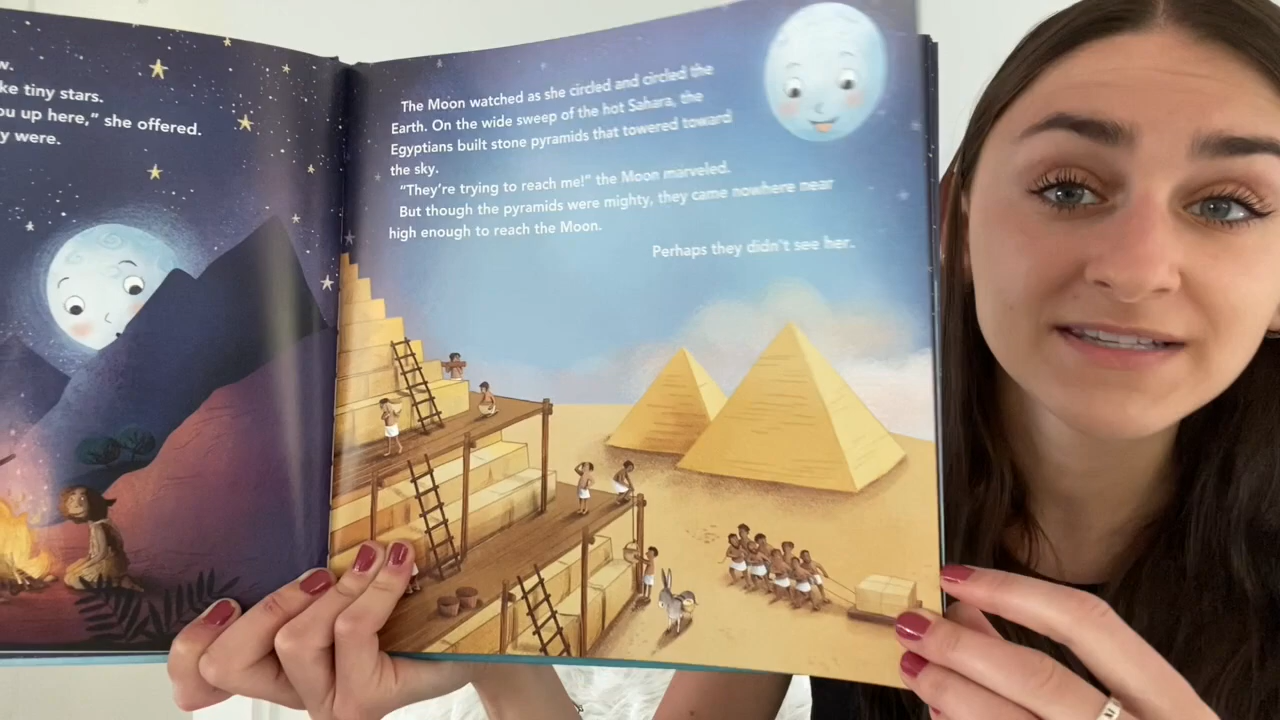 w.
ke tiny stars.
ou up here," she offered.
y were.
The Moon watched as she circled and circled the
Earth. On the wide sweep of the hot Sahara, the
Egyptians built stone pyramids that towered toward
the sky.
"They're trying to reach me!" the Moon marveled.
But though the pyramids were mighty, they came nowhere near
high enough to reach the Moon.
Perhaps they didn't see her.